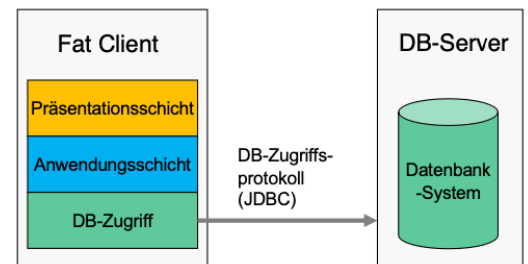 Fat Client
Präsentationsschicht
Anwendungsschicht
DB-Zugriff
DB-Zugriffs-
protokoll
(JDBC)
DB-Server
Datenbank
-System